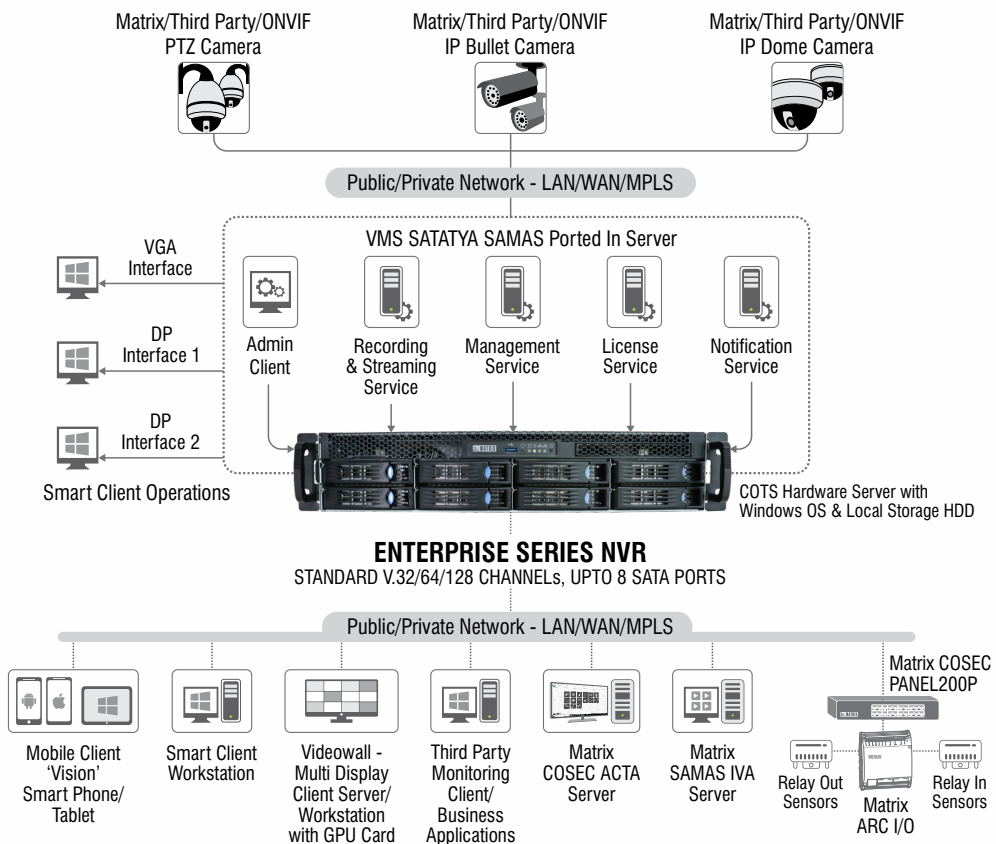 Matrix/Third Party/ONVIF
PTZ Camera
Matrix/Third Party/ONVIF
IP Bullet Camera
Matrix/Third Party/ONVIF
IP Dome Camera
Public/Private Network - LAN/WAN/MPLS
VMS SATATYA SAMAS Ported In Server
VGA
Interface
DP
Interface 1
DP
Interface 2
Smart Client Operations
Admin
Client
Recording
& Streaming
Service
Management
Service
License
Service
Notification
Service
MATRIX
COTS Hardware Server with
Windows OS & Local Storage HDD
ENTERPRISE SERIES NVR
STANDARD V.32/64/128 CHANNELs, UPTO 8 SATA PORTS
Public/Private Network - LAN/WAN/MPLS
Mobile Client
‘Vision’
Smart Phone/
Tablet
Smart Client
Workstation
Videowall -
Multi Display
Client Server/
Workstation
with GPU Card
Third Party
Monitoring
Client/
Business
Applications
Matrix
COSEC ACTA
Server
Matrix
SAMAS IVA
Server
Matrix COSEC
PANEL200P
Relay Out
Sensors
Matrix
ARC I/O
Relay In
Sensors